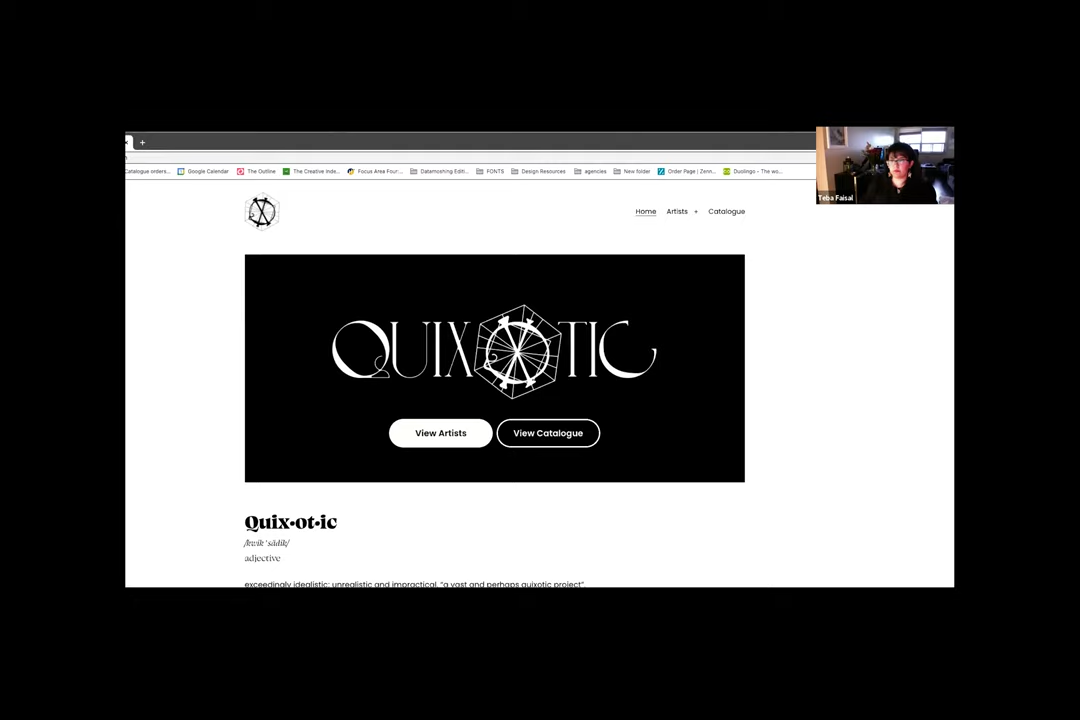 Catalogue orders...
Google Calendar
The Outline
The Creative Inde...
Focus Area Four:...
Datamoshing Editi...
FONTS
Design Resources
agencies
New folder
Order Page | Zenn...
Duolingo - The wo...
Teba Faisal
Home
Artists +
Catalogue
QUIXOTIC
View Artists
View Catalogue
Quix•ot•ic
/kwik ˈsädik/
adjective
exceedingly idealistic; unrealistic and impractical. "a vast and perhaps quixotic project".